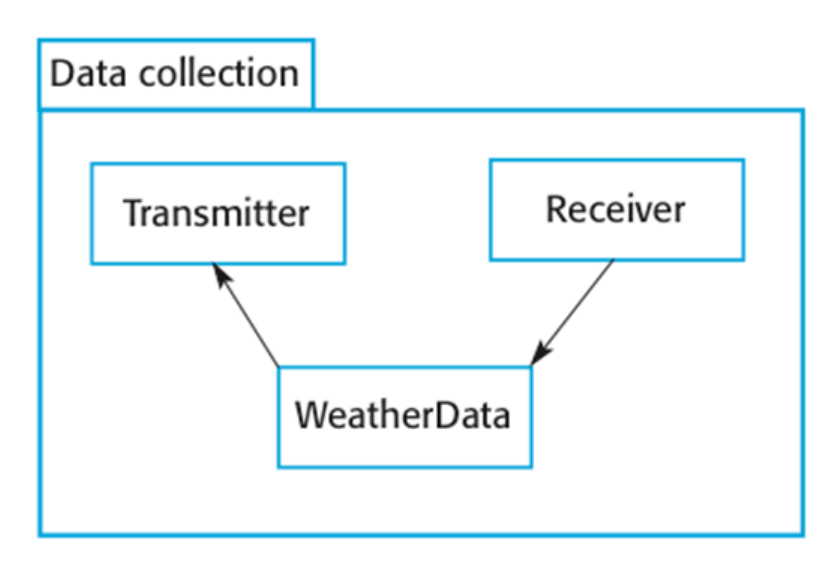 Data collection
Transmitter
Receiver
WeatherData